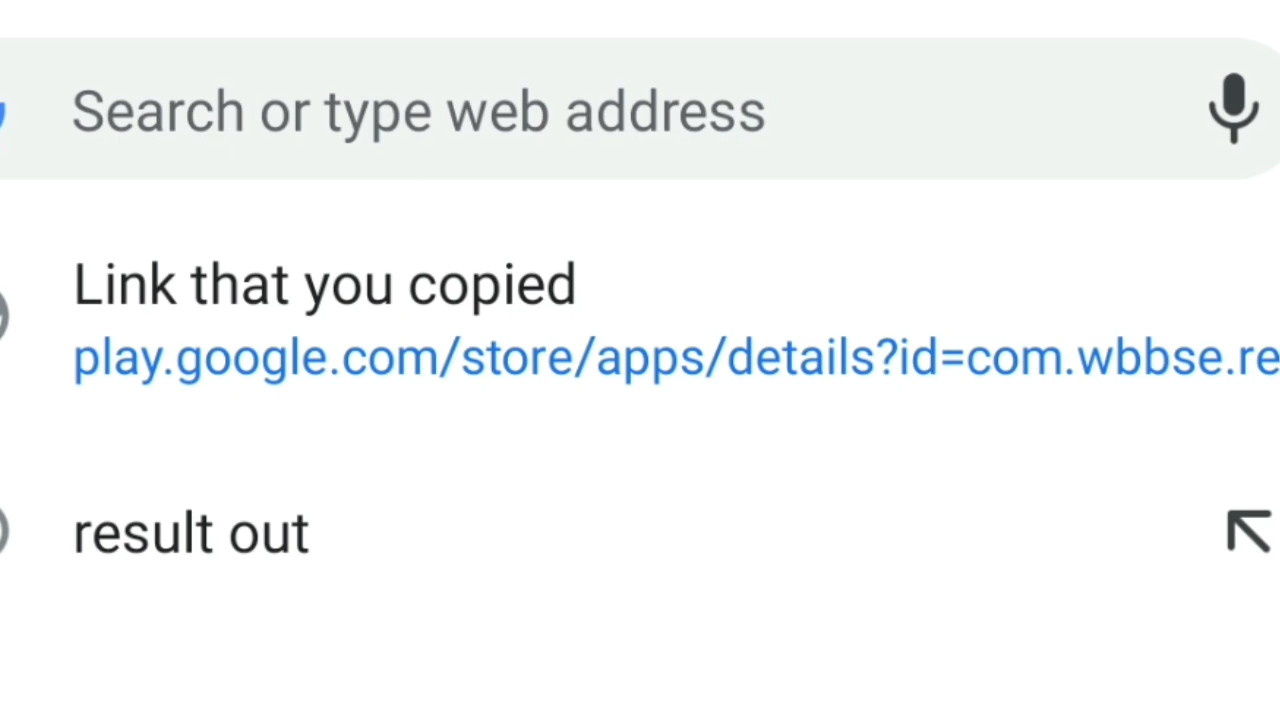 Search or type web address
Link that you copied
play.google.com/store/apps/details?id=com.wbbse.re
result out